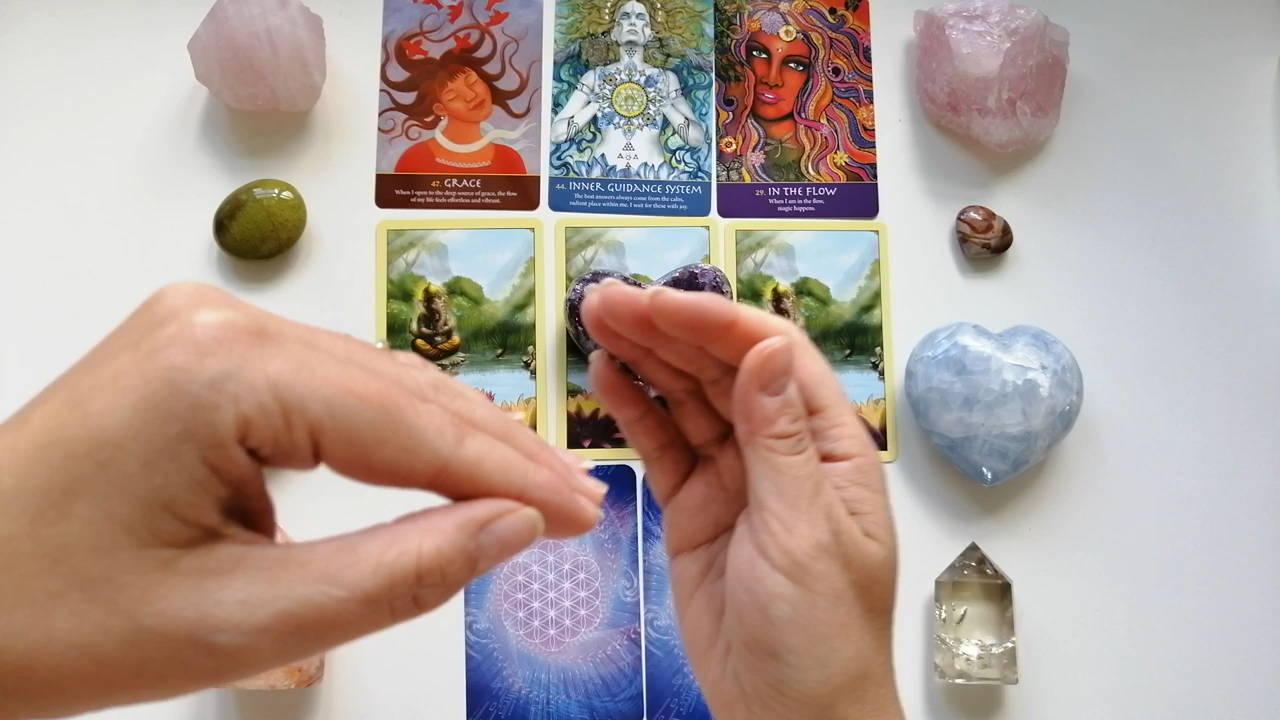 47. GRACE
When I open to the deep source of grace, the flow
of my life feels effortless and vibrant.
44. INNER GUIDANCE SYSTEM
The best answers always come from the calm,
radiant place within me. I wait for these with joy.
29. IN THE FLOW
When I am in the flow,
magic happens.